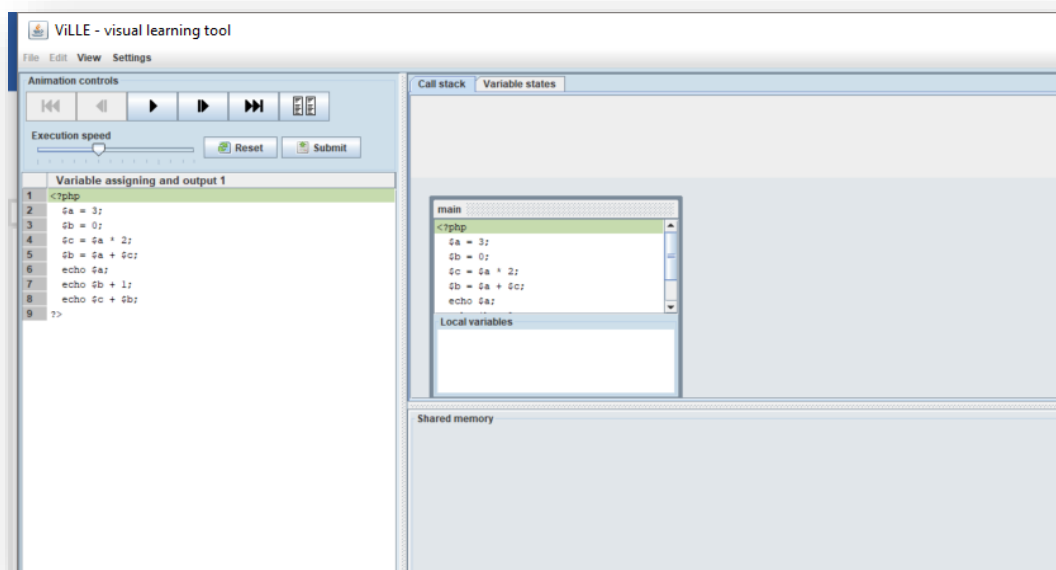 ViLLE - visual learning tool
File Edit View Settings
Animation controls
Execution speed
Reset Submit
Variable assigning and output 1
1 <?php
2 $a = 3;
3 $b = 0;
4 $c = $a * 2;
5 $b = $a + $c;
6 echo $a;
7 echo $b + 1;
8 echo $c + $b;
9 ?>
Call stack Variable states
main
<?php
$a = 3;
$b = 0;
$c = $a * 2;
$b = $a + $c;
echo $a;
Local variables
Shared memory